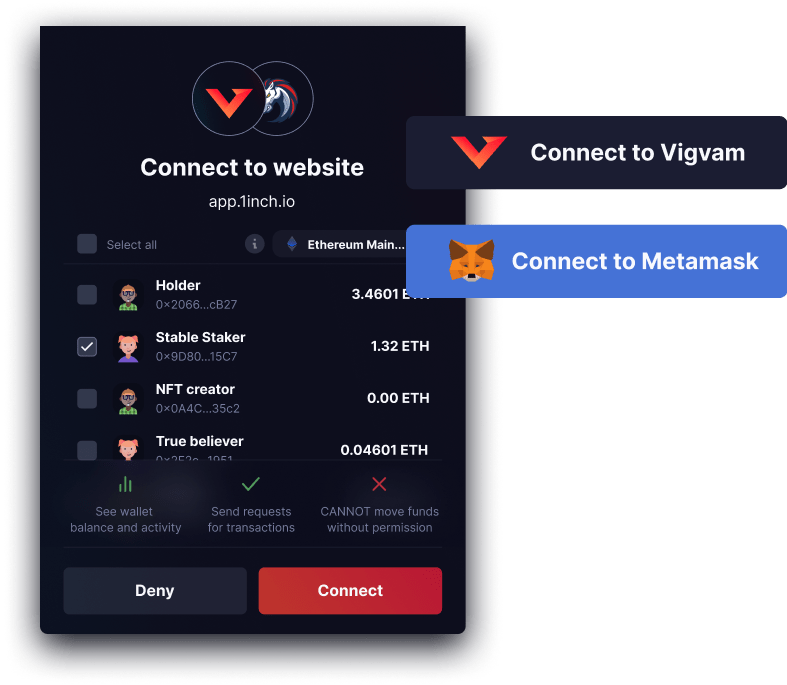 Connect to website
app.1inch.io
Connect to Vigvam
Select all
Ethereum Main...
Connect to Metamask
Holder
0×2066...cB27
3.4601 ETH
Stable Staker
0×9D80...15C7
1.32 ETH
NFT creator
0×0A4C...35c2
0.00 ETH
True believer
0.04601 ETH
See wallet
balance and activity
Send requests
for transactions
CANNOT move funds
without permission
Deny
Connect